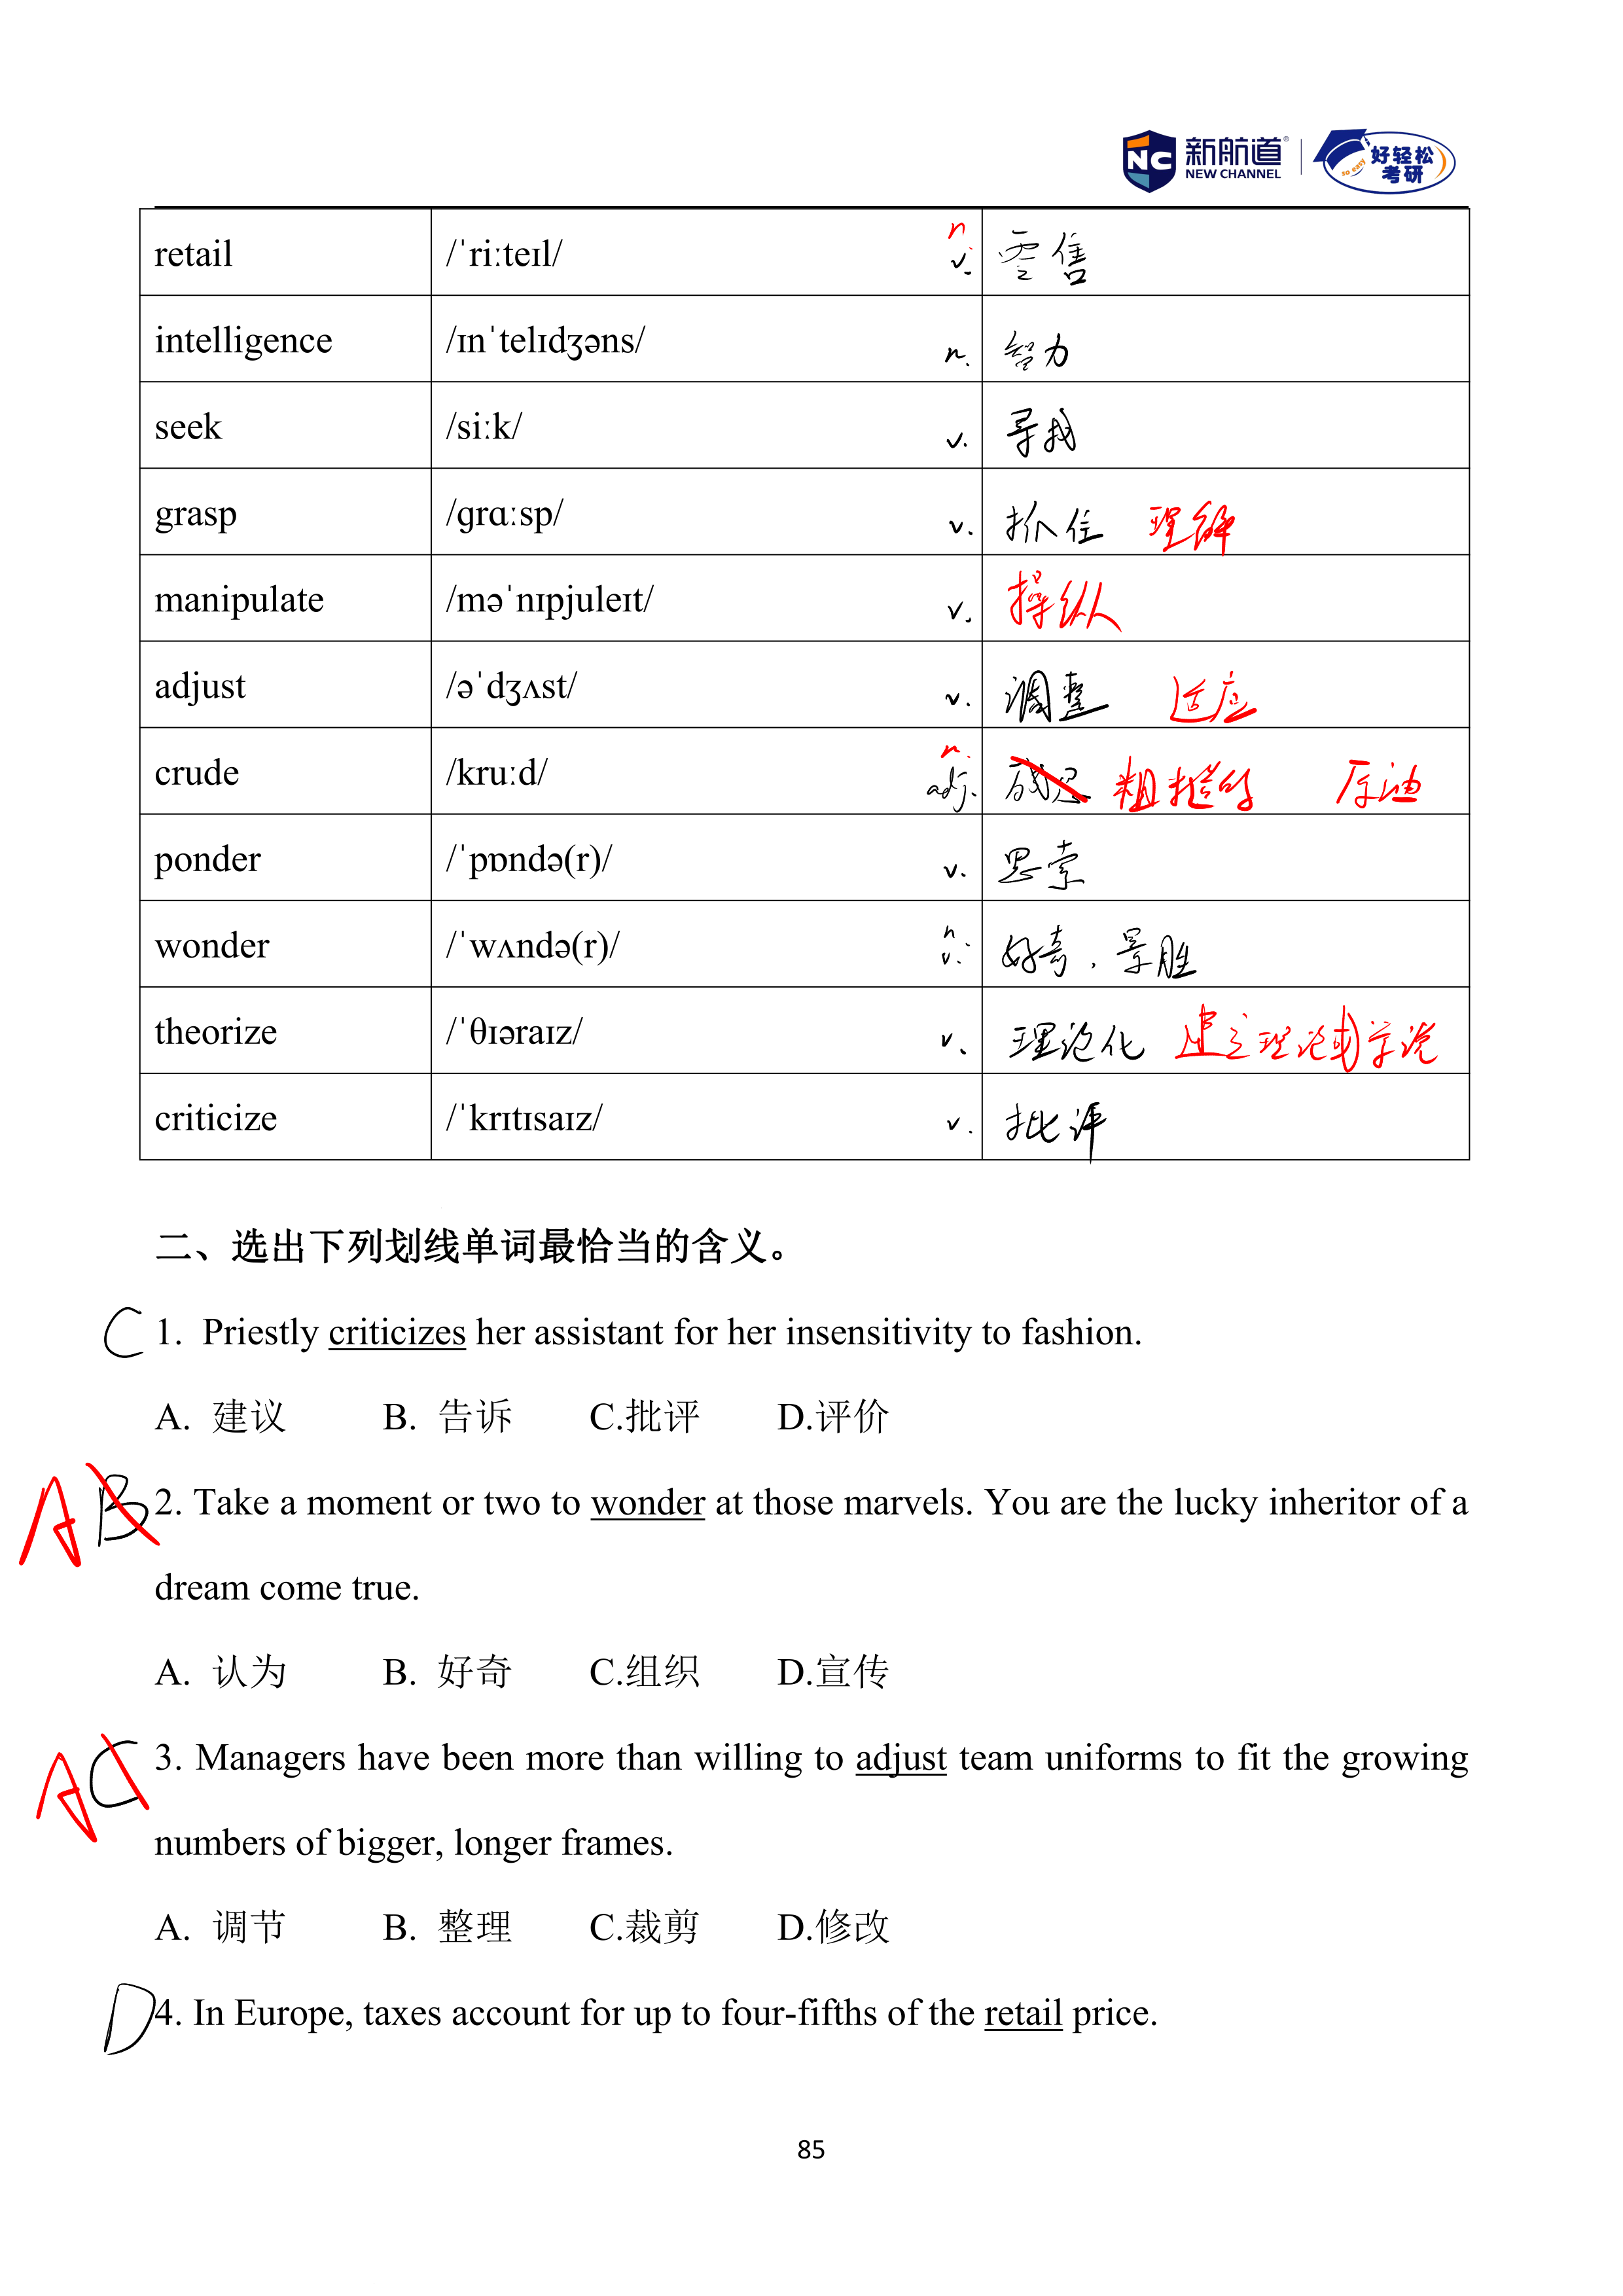 NC 新航道® NEW CHANNEL so easy 好轻松考研
retail /ˈriːteɪl/ n. v. 零售
intelligence /ɪnˈtelɪdʒəns/ n. 智力
seek /siːk/ v. 寻找
grasp /ɡrɑːsp/ v. 抓住 理解
manipulate /məˈnɪpjuleɪt/ v. 操纵
adjust /əˈdʒʌst/ v. 调整 适应
crude /kruːd/ n. adj. 粗糙的 原油
ponder /ˈpɒndə(r)/ v. 思索
wonder /ˈwʌndə(r)/ n. v. 好奇，景胜
theorize /ˈθɪəraɪz/ v. 理论化 建立理论或学说
criticize /ˈkrɪtɪsaɪz/ v. 批评
二、选出下列划线单词最恰当的含义。
C 1. Priestly criticizes her assistant for her insensitivity to fashion.
A. 建议 B. 告诉 C.批评 D.评价
A B 2. Take a moment or two to wonder at those marvels. You are the lucky inheritor of a
dream come true.
A. 认为 B. 好奇 C.组织 D.宣传
A C 3. Managers have been more than willing to adjust team uniforms to fit the growing
numbers of bigger, longer frames.
A. 调节 B. 整理 C.裁剪 D.修改
D 4. In Europe, taxes account for up to four-fifths of the retail price.
85